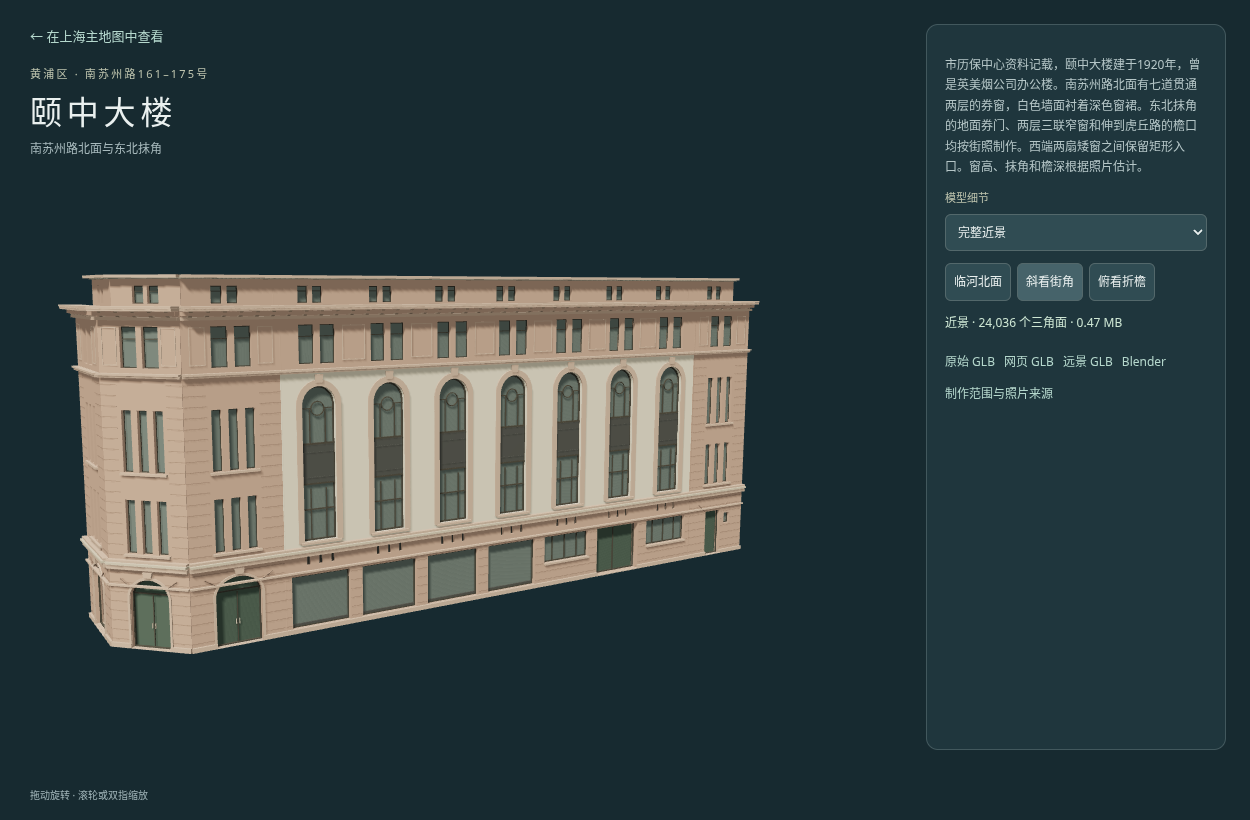 ← 在上海主地图中查看
黄浦区 · 南苏州路161–175号
颐中大楼
南苏州路北面与东北抹角
市历保中心资料记载，颐中大楼建于1920年，曾
是英美烟公司办公楼。南苏州路北面有七道贯通
两层的券窗，白色墙面衬着深色窗裙。东北抹角
的地面券门、两层三联窄窗和伸到虎丘路的檐口
均按街照制作。西端两扇矮窗之间保留矩形入
口。窗高、抹角和檐深根据照片估计。
模型细节
完整近景
临河北面 斜看街角 俯看折檐
近景 · 24,036 个三角面 · 0.47 MB
原始 GLB 网页 GLB 远景 GLB Blender
制作范围与照片来源
拖动旋转 · 滚轮或双指缩放